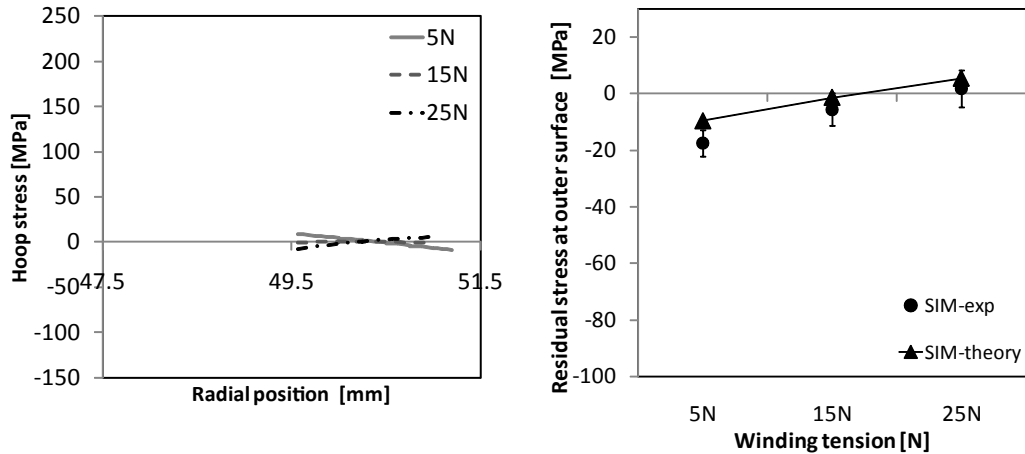 250
200
150
100
50
0
-50
-100
-150
47.5
49.5
51.5
Hoop stress [MPa]
Radial position [mm]
5N
15N
25N
20
0
-20
-40
-60
-80
-100
Residual stress at outer surface [MPa]
SIM-exp
SIM-theory
5N
15N
25N
Winding tension [N]